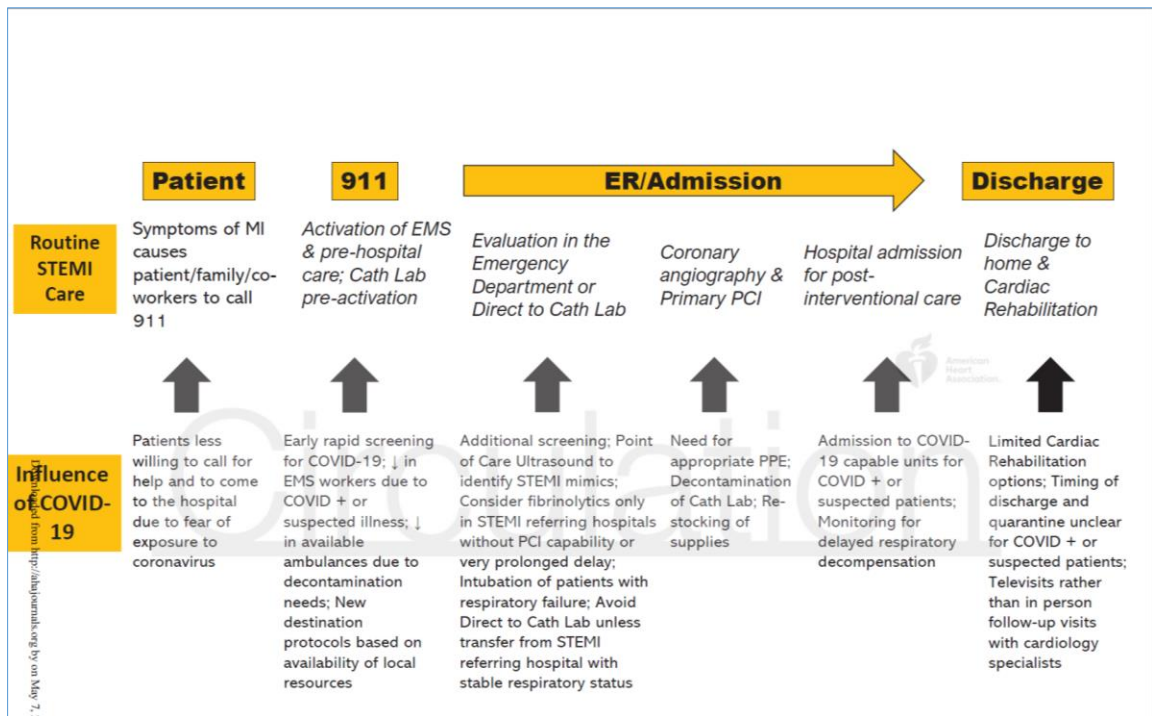 Patient
911
ER/Admission
Discharge
Routine
STEMI
Care
Symptoms of MI
causes
patient/family/co-
workers to call
911
Activation of EMS
& pre-hospital
care; Cath Lab
pre-activation
Evaluation in the
Emergency
Department or
Direct to Cath Lab
Coronary
angiography &
Primary PCI
Hospital admission
for post-
interventional care
Discharge to
home &
Cardiac
Rehabilitation
American
Heart
Association.
Circulation
Influence
of COVID-
19
Patients less
willing to call for
help and to come
to the hospital
due to fear of
exposure to
coronavirus
Early rapid screening
for COVID-19; ↓ in
EMS workers due to
COVID + or
suspected illness; ↓
in available
ambulances due to
decontamination
needs; New
destination
protocols based on
availability of local
resources
Additional screening; Point
of Care Ultrasound to
identify STEMI mimics;
Consider fibrinolytics only
in STEMI referring hospitals
without PCI capability or
very prolonged delay;
Intubation of patients with
respiratory failure; Avoid
Direct to Cath Lab unless
transfer from STEMI
referring hospital with
stable respiratory status
Need for
appropriate PPE;
Decontamination
of Cath Lab; Re-
stocking of
supplies
Admission to COVID-
19 capable units for
COVID + or
suspected patients;
Monitoring for
delayed respiratory
decompensation
Limited Cardiac
Rehabilitation
options; Timing of
discharge and
quarantine unclear
for COVID + or
suspected patients;
Televisits rather
than in person
follow-up visits
with cardiology
specialists
Downloaded from http://ahajournals.org by on May 7,